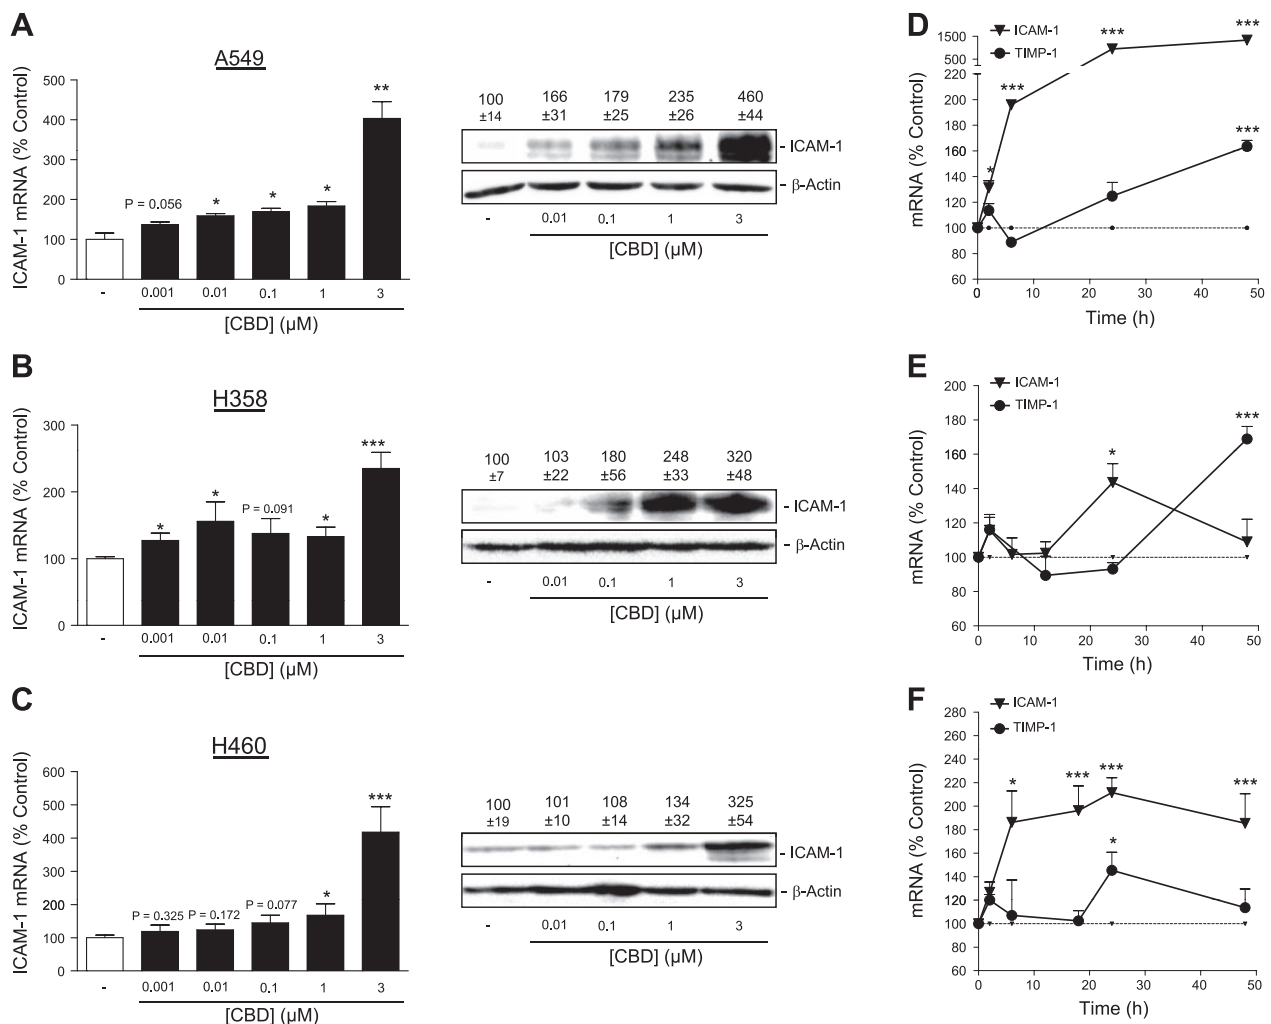 A
A549
ICAM-1 mRNA (% Control)
500
400
300
200
100
0
P = 0.056
*
*
*
**
- 0.001 0.01 0.1 1 3
[CBD] (µM)
100 166 179 235 460
±14 ±31 ±25 ±26 ±44
- ICAM-1
- β-Actin
- 0.01 0.1 1 3
[CBD] (µM)
D
ICAM-1
TIMP-1
mRNA (% Control)
1500
500
220
200
180
160
140
120
100
80
60
*
***
***
***
***
0 10 20 30 40 50
Time (h)
B
H358
ICAM-1 mRNA (% Control)
300
200
100
0
*
*
P = 0.091
*
***
- 0.001 0.01 0.1 1 3
[CBD] (µM)
100 103 180 248 320
±7 ±22 ±56 ±33 ±48
- ICAM-1
- β-Actin
- 0.01 0.1 1 3
[CBD] (µM)
E
ICAM-1
TIMP-1
mRNA (% Control)
200
180
160
140
120
100
80
60
*
***
0 10 20 30 40 50
Time (h)
C
H460
ICAM-1 mRNA (% Control)
600
500
400
300
200
100
0
P = 0.325
P = 0.172
P = 0.077
*
***
- 0.001 0.01 0.1 1 3
[CBD] (µM)
100 101 108 134 325
±19 ±10 ±14 ±32 ±54
- ICAM-1
- β-Actin
- 0.01 0.1 1 3
[CBD] (µM)
F
ICAM-1
TIMP-1
mRNA (% Control)
280
260
240
220
200
180
160
140
120
100
80
60
*
***
***
***
*
0 10 20 30 40 50
Time (h)